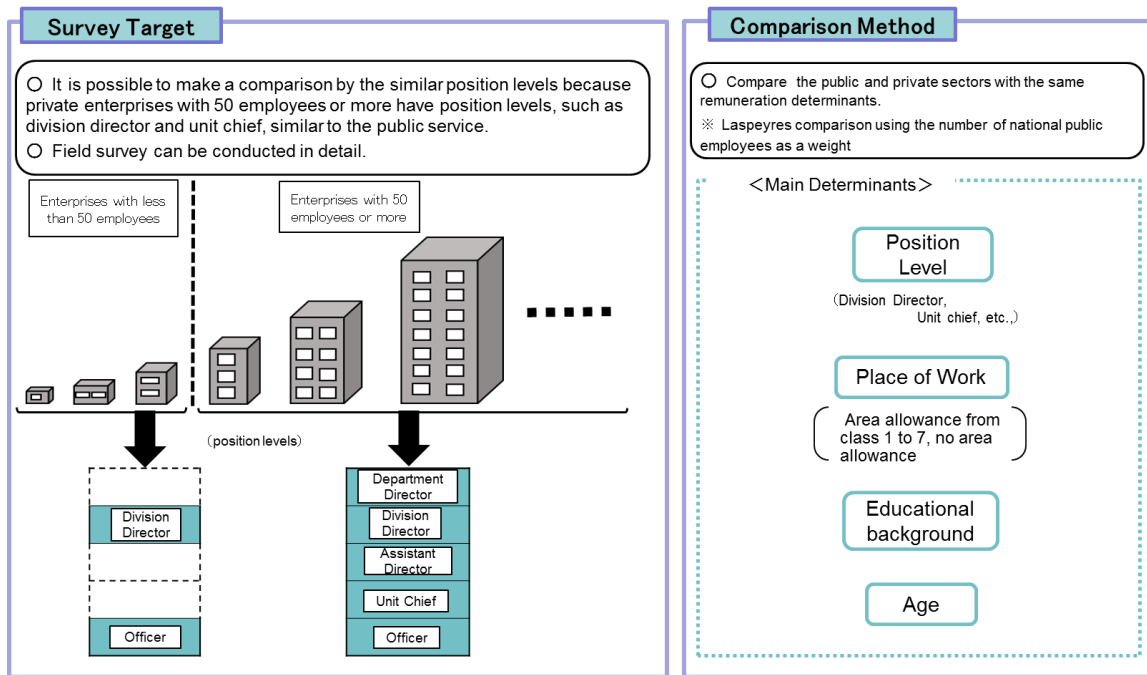 Survey Target
○ It is possible to make a comparison by the similar position levels because
private enterprises with 50 employees or more have position levels, such as
division director and unit chief, similar to the public service.
○ Field survey can be conducted in detail.
Enterprises with less
than 50 employees
Enterprises with 50
employees or more
(position levels)
Division
Director
Officer
Department
Director
Division
Director
Assistant
Director
Unit Chief
Officer
Comparison Method
○ Compare the public and private sectors with the same
remuneration determinants.
※ Laspeyres comparison using the number of national public
employees as a weight
＜Main Determinants＞
Position
Level
(Division Director,
Unit chief, etc.,)
Place of Work
Area allowance from
class 1 to 7, no area
allowance
Educational
background
Age